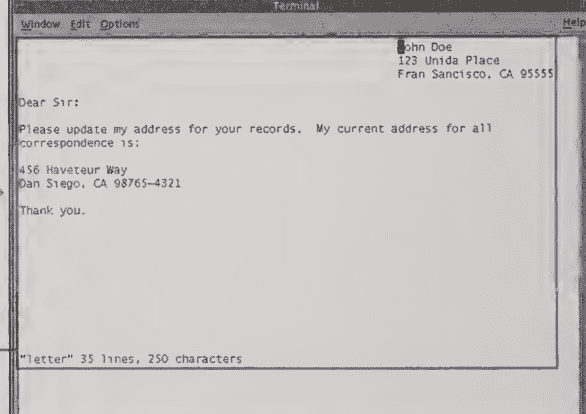 Terminal
Window Edit Options Help
John Doe
123 Unida Place
Fran Sancisco, CA 95555
Dear Sir:
Please update my address for your records. My current address for all
correspondence is:
456 Haveteur Way
Dan Siego, CA 98765-4321
Thank you.
"letter" 35 lines, 250 characters